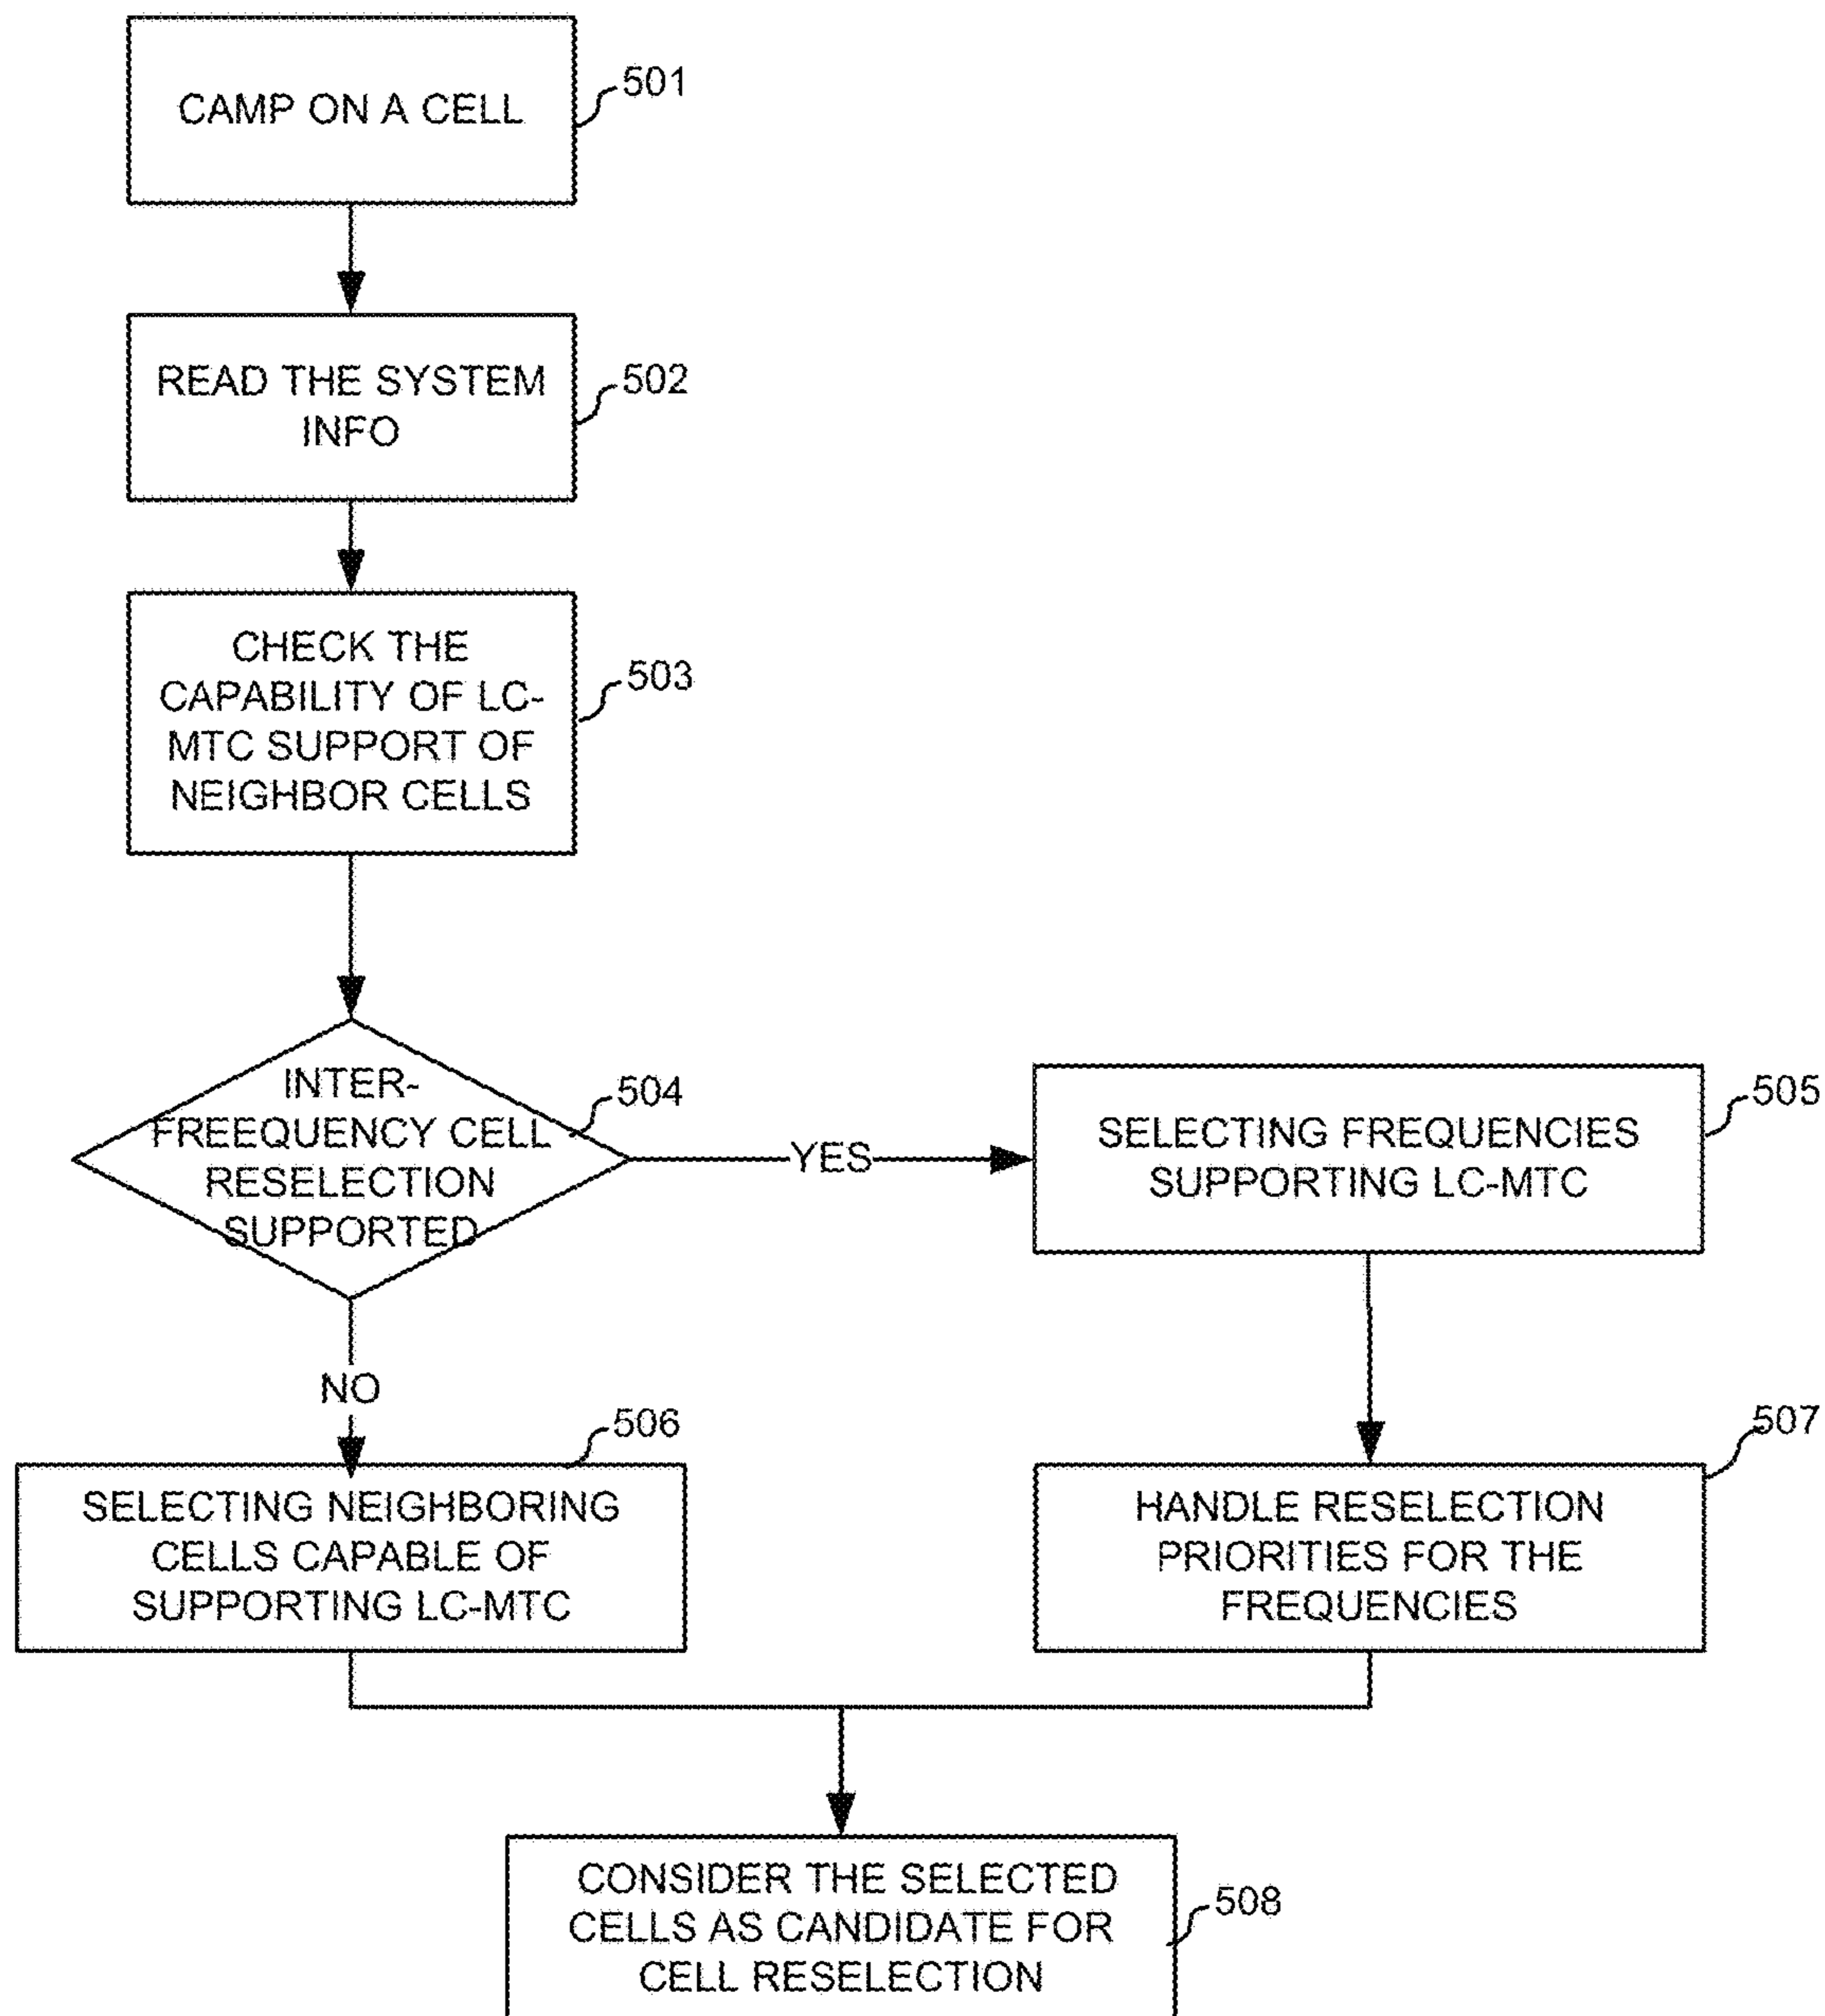 CAMP ON A CELL
501
READ THE SYSTEM
INFO
502
CHECK THE
CAPABILITY OF LC-
MTC SUPPORT OF
NEIGHBOR CELLS
503
INTER-
FREEQUENCY CELL
RESELECTION
SUPPORTED
504
YES
SELECTING FREQUENCIES
SUPPORTING LC-MTC
505
NO
SELECTING NEIGHBORING
CELLS CAPABLE OF
SUPPORTING LC-MTC
506
HANDLE RESELECTION
PRIORITIES FOR THE
FREQUENCIES
507
CONSIDER THE SELECTED
CELLS AS CANDIDATE FOR
CELL RESELECTION
508